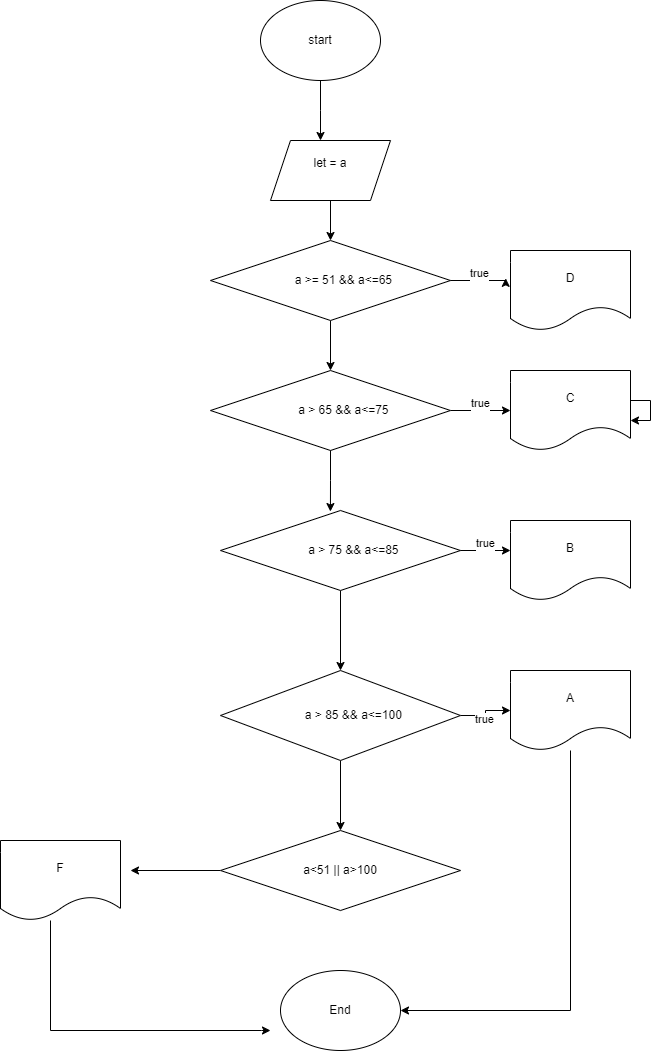 start
let = a
a >= 51 && a<=65
true
D
a > 65 && a<=75
true
C
a > 75 && a<=85
true
B
a > 85 && a<=100
true
A
a<51 || a>100
F
End